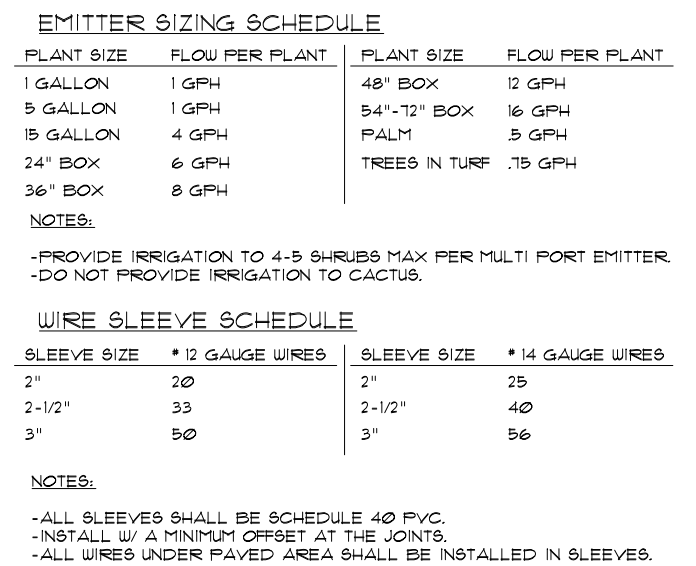 EMITTER SIZING SCHEDULE
PLANT SIZE FLOW PER PLANT PLANT SIZE FLOW PER PLANT
1 GALLON 1 GPH 48" BOX 12 GPH
5 GALLON 1 GPH 54"-72" BOX 16 GPH
15 GALLON 4 GPH PALM .5 GPH
24" BOX 6 GPH TREES IN TURF .75 GPH
36" BOX 8 GPH
NOTES:
-PROVIDE IRRIGATION TO 4-5 SHRUBS MAX PER MULTI PORT EMITTER.
-DO NOT PROVIDE IRRIGATION TO CACTUS.
WIRE SLEEVE SCHEDULE
SLEEVE SIZE # 12 GAUGE WIRES SLEEVE SIZE # 14 GAUGE WIRES
2" 20 2" 25
2-1/2" 33 2-1/2" 40
3" 50 3" 56
NOTES:
-ALL SLEEVES SHALL BE SCHEDULE 40 PVC.
-INSTALL W/ A MINIMUM OFFSET AT THE JOINTS.
-ALL WIRES UNDER PAVED AREA SHALL BE INSTALLED IN SLEEVES.